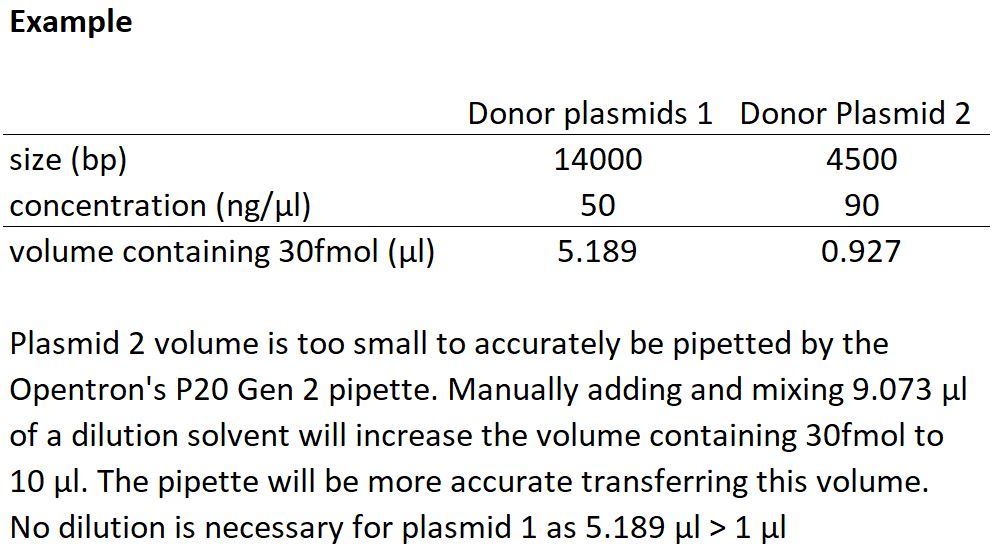 Example
Donor plasmids 1 Donor Plasmid 2
size (bp) 14000 4500
concentration (ng/µl) 50 90
volume containing 30fmol (µl) 5.189 0.927
Plasmid 2 volume is too small to accurately be pipetted by the
Opentron's P20 Gen 2 pipette. Manually adding and mixing 9.073 µl
of a dilution solvent will increase the volume containing 30fmol to
10 µl. The pipette will be more accurate transferring this volume.
No dilution is necessary for plasmid 1 as 5.189 µl > 1 µl